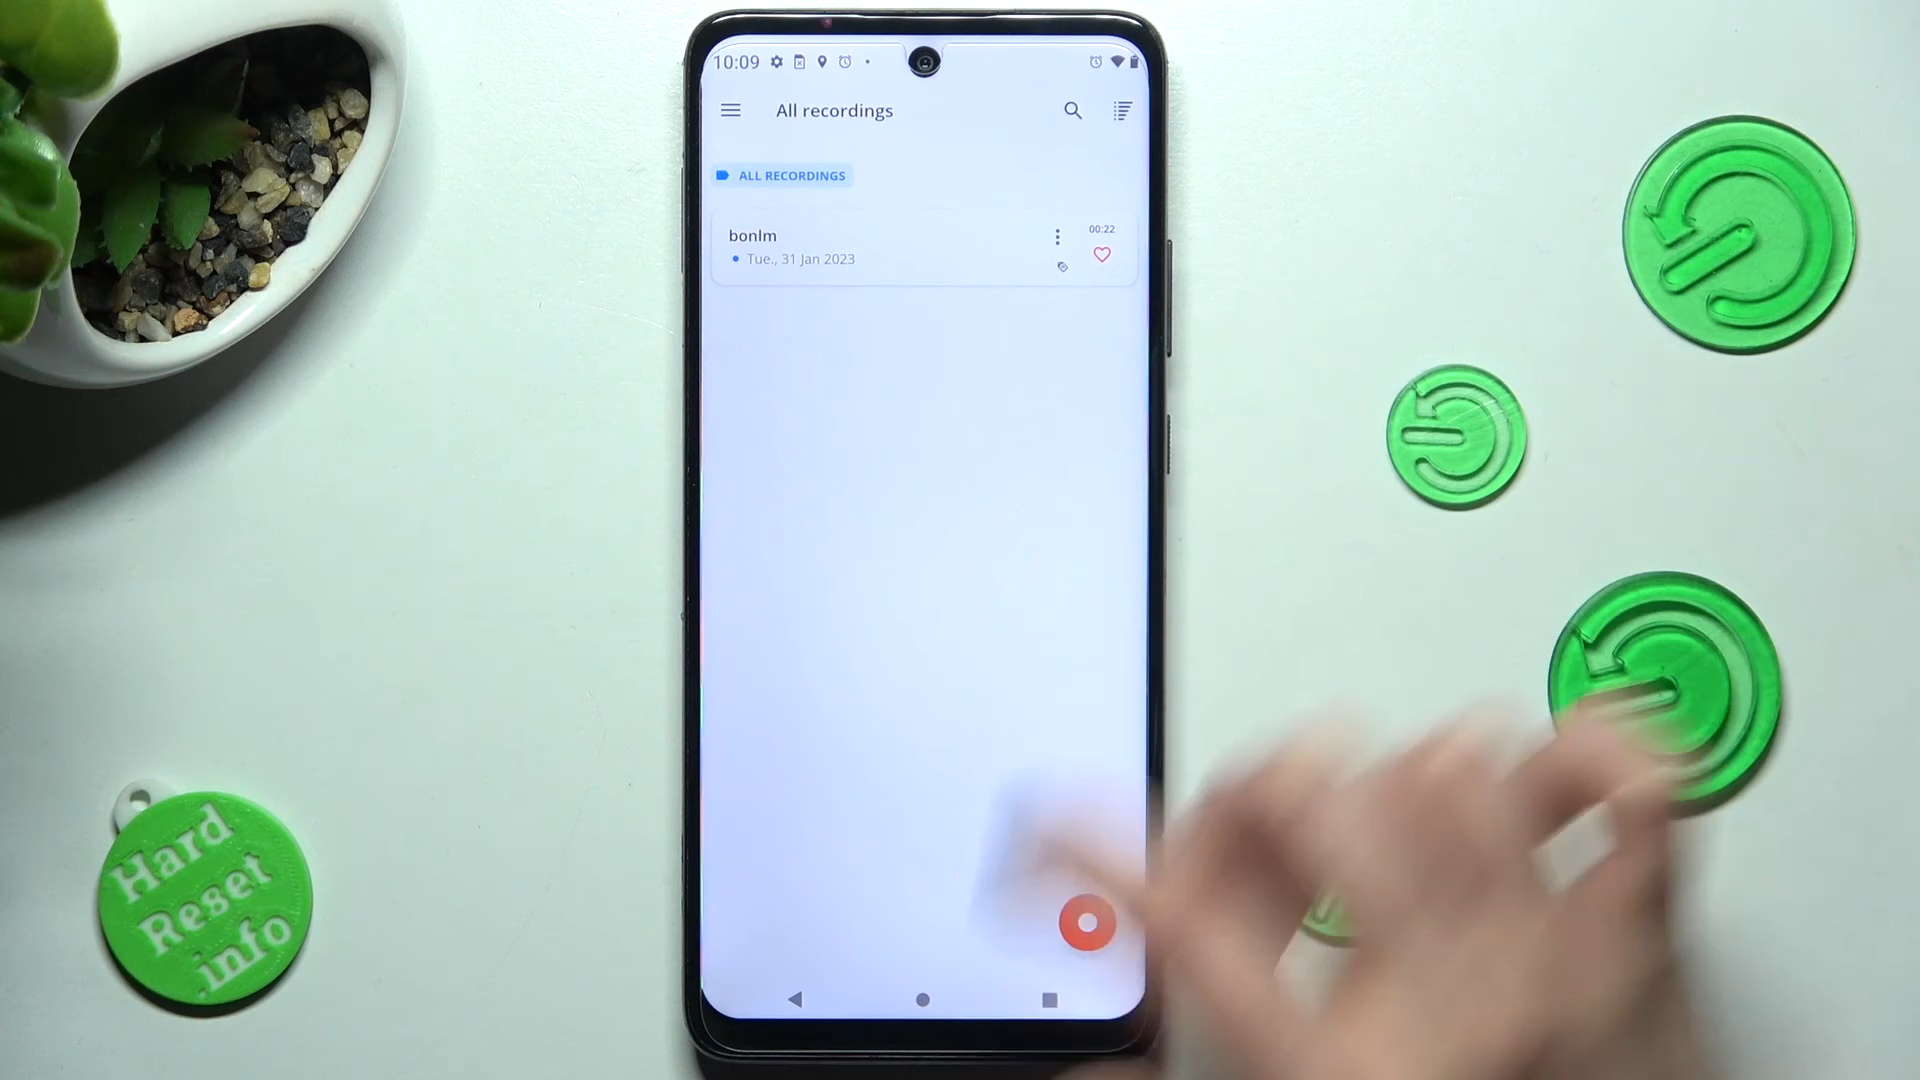 10:09
All recordings
ALL RECORDINGS
bonlm
00:22
Tue., 31 Jan 2023
Hard
Reset
.info